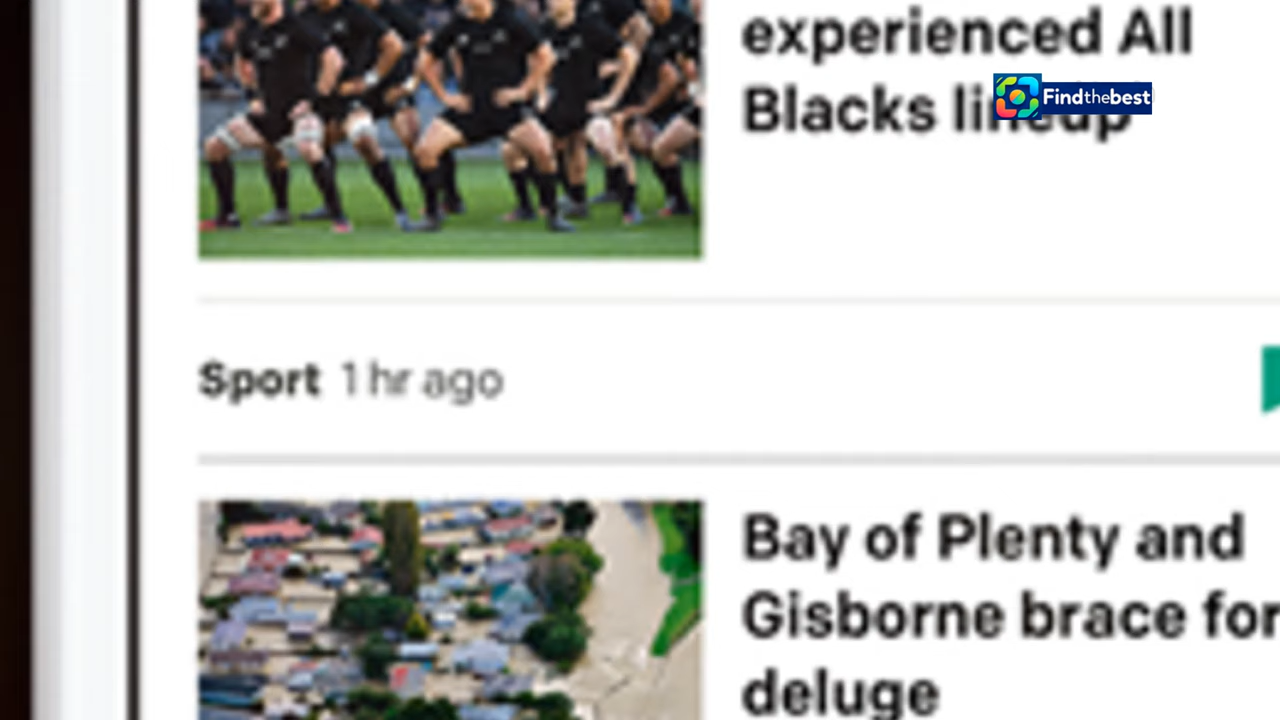 experienced All
Blacks lineup
Findthebest
Sport 1 hr ago
Bay of Plenty and
Gisborne brace for
deluge